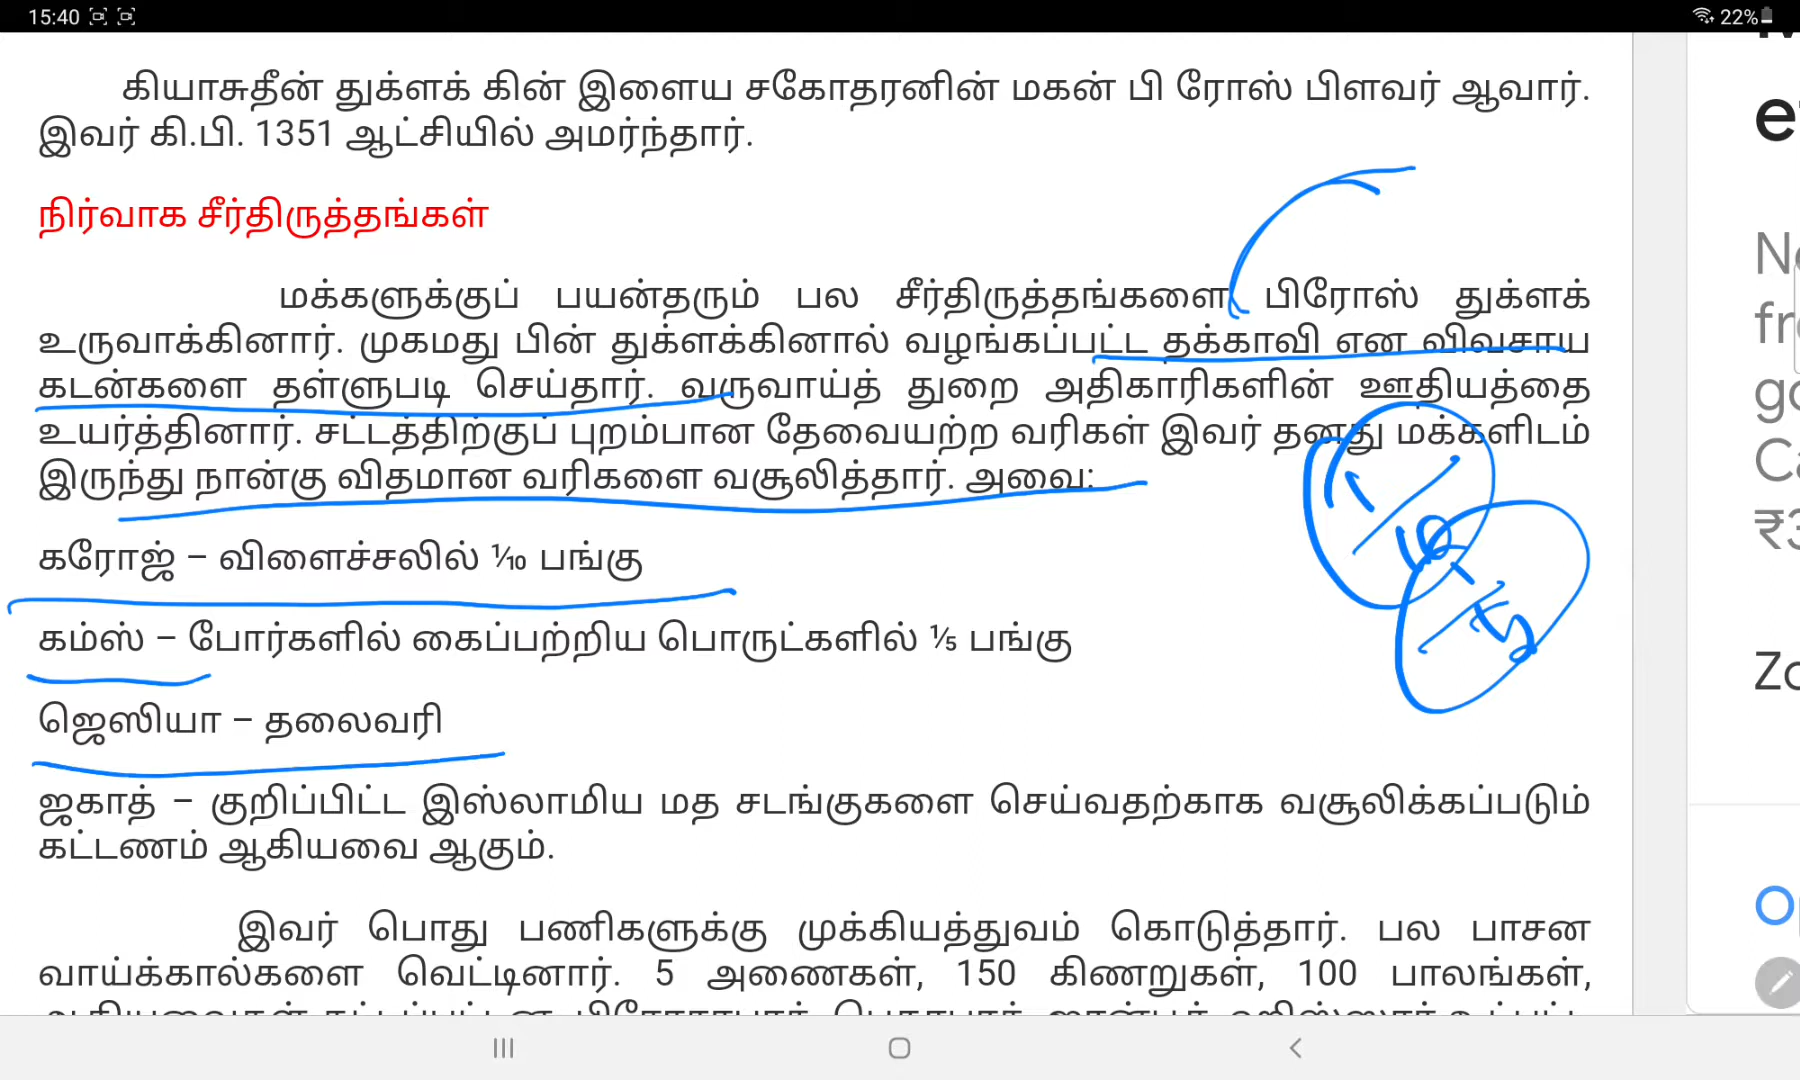 15:40
22%
கியாசுதீன் துக்ளக் கின் இளைய சகோதரனின் மகன் பி ரோஸ் பிளவர் ஆவார்.
இவர் கி.பி. 1351 ஆட்சியில் அமர்ந்தார்.
நிர்வாக சீர்திருத்தங்கள்
மக்களுக்குப் பயன்தரும் பல சீர்திருத்தங்களை பிரோஸ் துக்ளக்
உருவாக்கினார். முகமது பின் துக்ளக்கினால் வழங்கப்பட்ட தக்காவி என விவசாய
கடன்களை தள்ளுபடி செய்தார். வருவாய்த் துறை அதிகாரிகளின் ஊதியத்தை
உயர்த்தினார். சட்டத்திற்குப் புறம்பான தேவையற்ற வரிகள் இவர் தனது மக்களிடம்
இருந்து நான்கு விதமான வரிகளை வசூலித்தார். அவை:
1/10
கரோஜ் – விளைச்சலில் ⅒ பங்கு
1/5
கம்ஸ் – போர்களில் கைப்பற்றிய பொருட்களில் ⅕ பங்கு
ஜெஸியா – தலைவரி
ஜகாத் – குறிப்பிட்ட இஸ்லாமிய மத சடங்குகளை செய்வதற்காக வசூலிக்கப்படும்
கட்டணம் ஆகியவை ஆகும்.
இவர் பொது பணிகளுக்கு முக்கியத்துவம் கொடுத்தார். பல பாசன
வாய்க்கால்களை வெட்டினார். 5 அணைகள், 150 கிணறுகள், 100 பாலங்கள்,